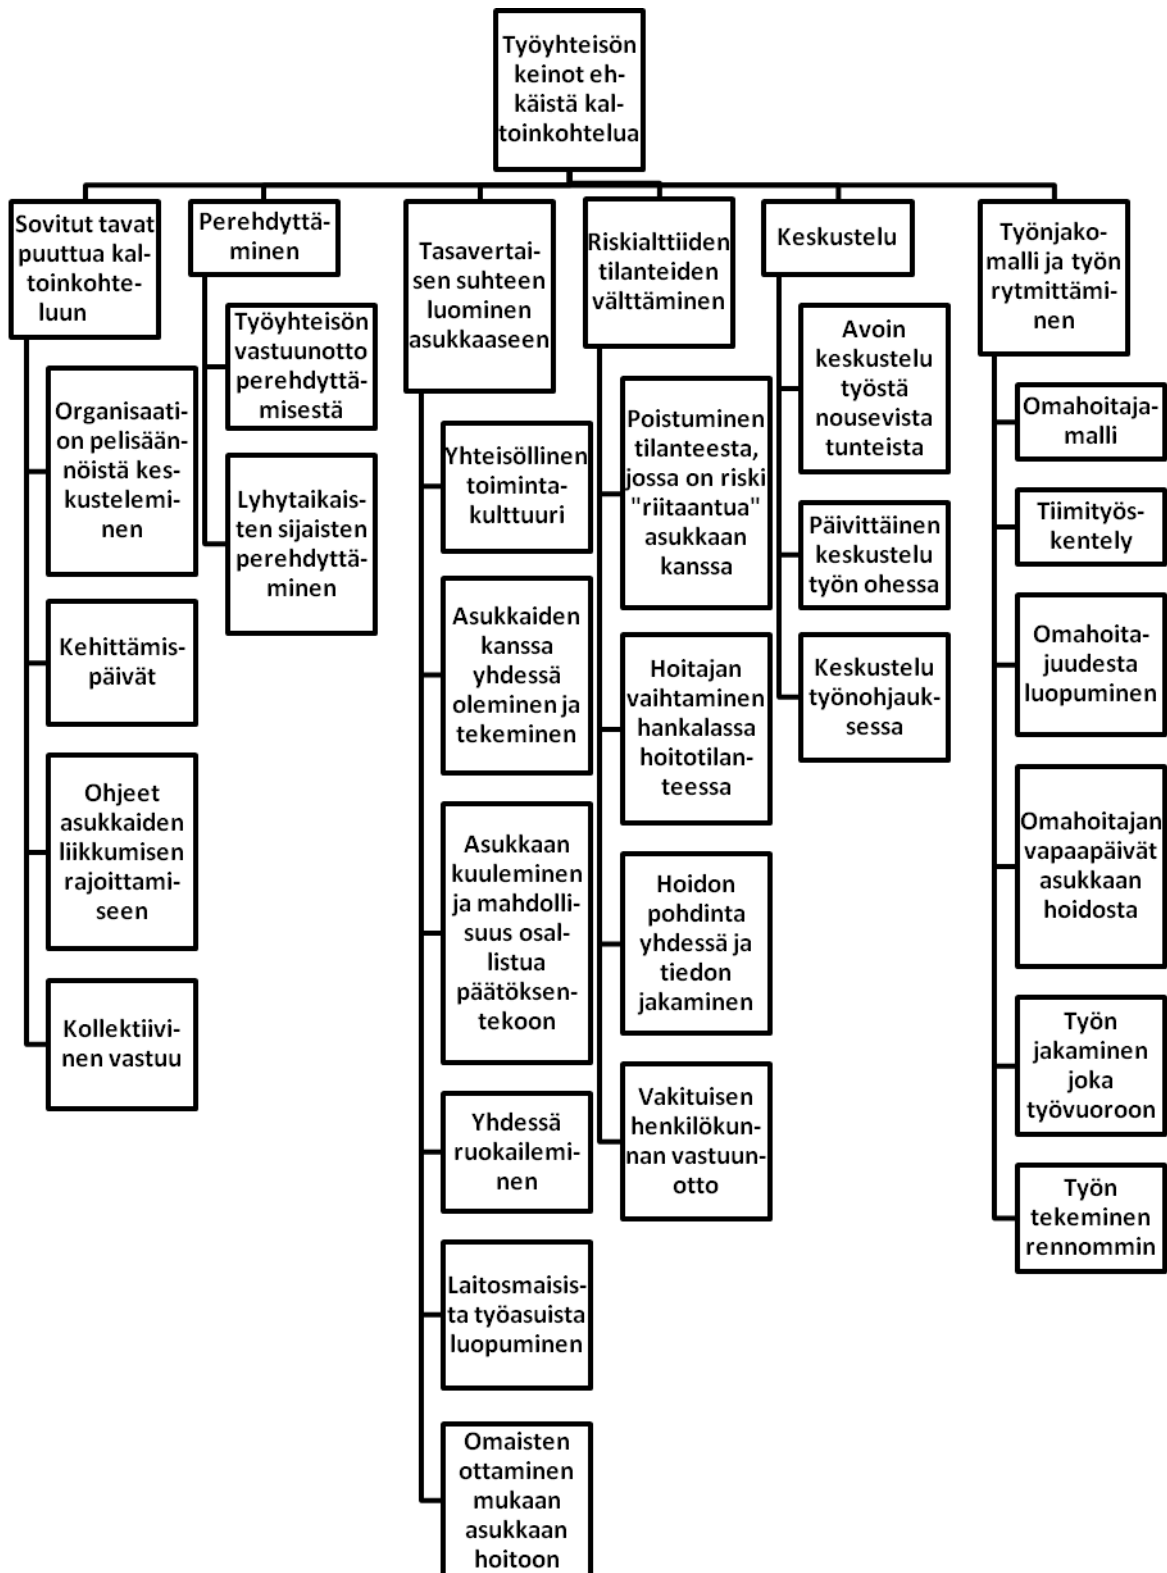 Työyhteisön
keinot eh-
käistä kal-
toinkohtelua
Sovitut tavat
puuttua kal-
toinkohte-
luun
Organisaati-
on pelisään-
nöistä kes-
kustelemi-
nen
Kehittämis-
päivät
Ohjeet
asukkaiden
liikkumisen
rajoittami-
seen
Kollektiivi-
nen vastuu
Perehdyttä-
minen
Työyhteisön
vastuunotto
perehdyttä-
misestä
Lyhytaikais-
ten sijaisten
perehdyttä-
minen
Tasavertai-
sen suhteen
luominen
asukkaaseen
Yhteisöllinen
toiminta-
kulttuuri
Asukkaiden
kanssa
yhdessä
oleminen ja
tekeminen
Asukkaan
kuuleminen
ja mahdolli-
suus osal-
listua
päätöksen-
tekoon
Yhdessä
ruokailemi-
nen
Laitosmaisis-
ta työasuista
luopuminen
Omaisten
ottaminen
mukaan
asukkaan
hoitoon
Riskialttiiden
tilanteiden
välttäminen
Poistuminen
tilanteesta,
jossa on riski
"riitaantua"
asukkaan
kanssa
Hoitajan
vaihtaminen
hankalassa
hoitotilan-
teessa
Hoidon
pohdinta
yhdessä ja
tiedon
jakaminen
Vakituisen
henkilökun-
nan vastuun-
otto
Keskustelu
Avoin
keskustelu
työstä
nousevista
tunteista
Päivittäinen
keskustelu
työn ohessa
Keskustelu
työnohjauk-
sessa
Työnjako-
malli ja työn
rytmittämi-
nen
Omahoitaja-
malli
Tiimityös-
kentely
Omahoita-
juudesta
luopuminen
Omahoitajan
vapaapäivät
asukkaan
hoidosta
Työn
jakaminen
joka
työvuoroon
Työn
tekeminen
rennommin